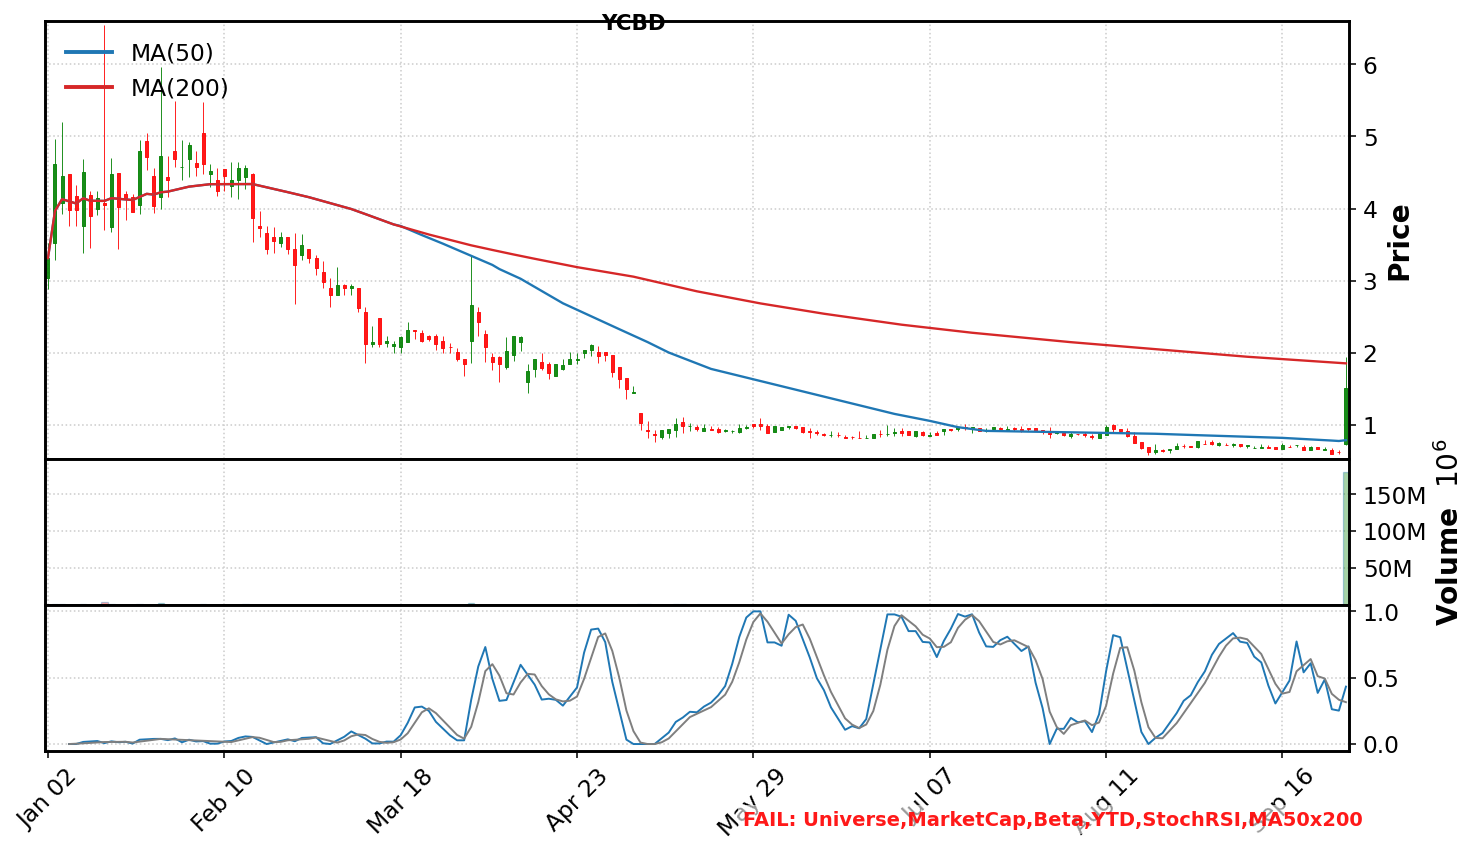 YCBD
MA(50)
MA(200)
6
5
4
3
2
1
Price
150M
100M
50M
Volume 10^6
1.0
0.5
0.0
Jan 02
Feb 10
Mar 18
Apr 23
May 29
Jul 07
Aug 11
Sep 16
FAIL: Universe,MarketCap,Beta,YTD,StochRSI,MA50x200